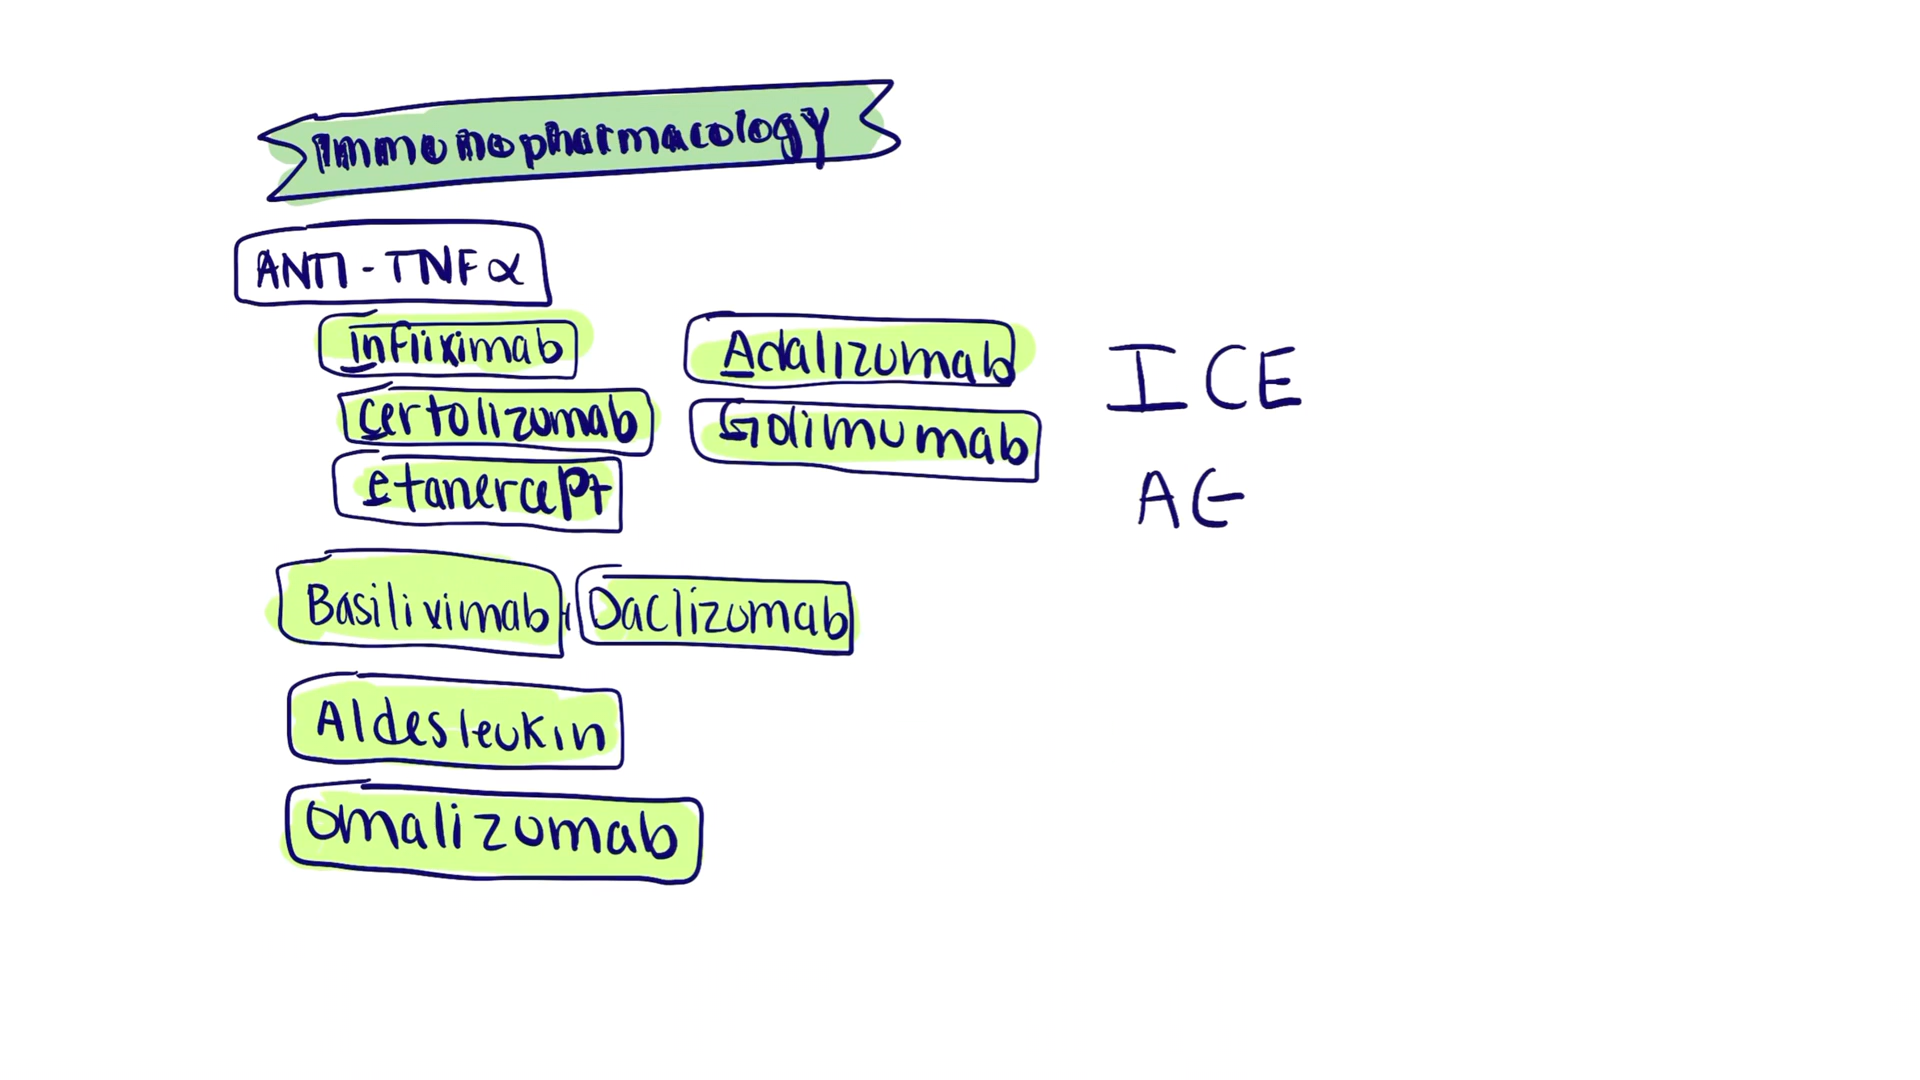 Immunopharmacology
ANTI-TNFα
Infliximab
Certolizumab
etanercept
Adalizumab
Golimumab
ICE
AG
Basiliximab + Daclizumab
Aldesleukin
Omalizumab